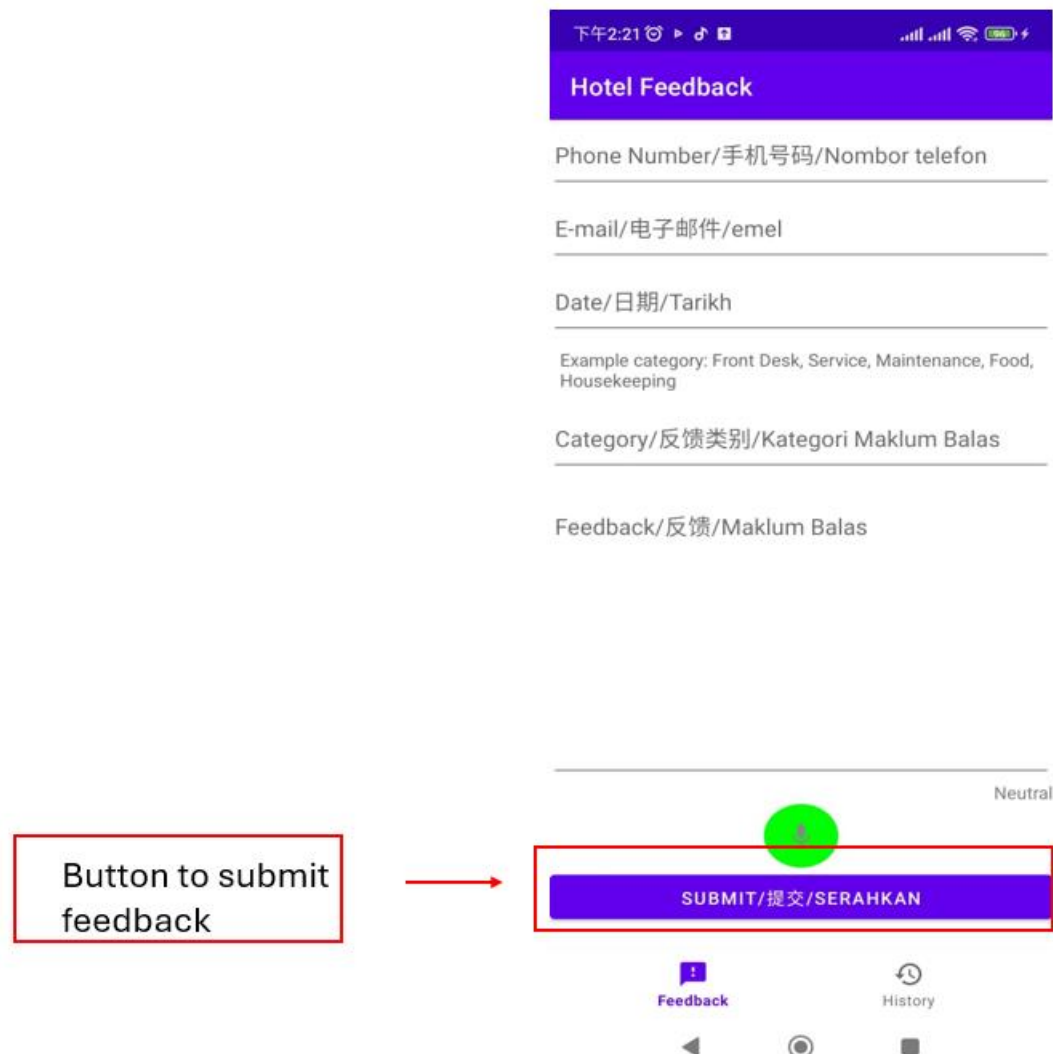 下午2:21
96
Hotel Feedback
Phone Number/手机号码/Nombor telefon
E-mail/电子邮件/emel
Date/日期/Tarikh
Example category: Front Desk, Service, Maintenance, Food,
Housekeeping
Category/反馈类别/Kategori Maklum Balas
Feedback/反馈/Maklum Balas
Neutral
Button to submit
feedback
SUBMIT/提交/SERAHKAN
Feedback
History